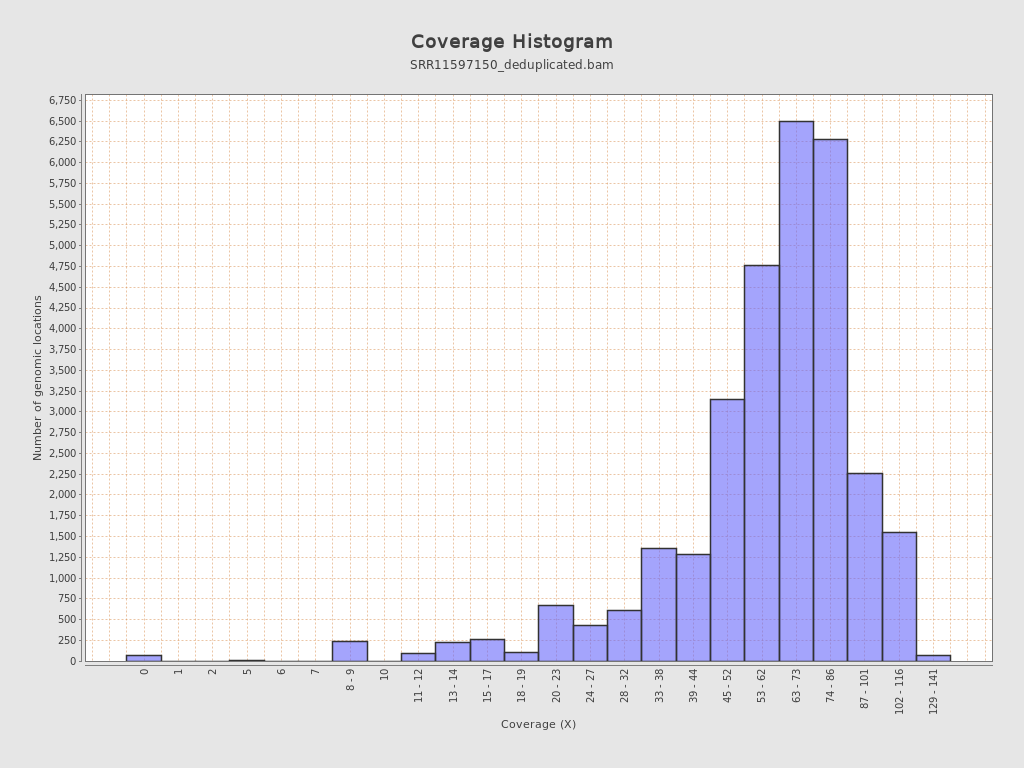 Coverage Histogram
SRR11597150_deduplicated.bam
6,750
6,500
6,250
6,000
5,750
5,500
5,250
5,000
4,750
4,500
4,250
4,000
3,750
3,500
3,250
3,000
2,750
2,500
2,250
2,000
1,750
1,500
1,250
1,000
750
500
250
0
Number of genomic locations
0
1
2
5
6
7
8 - 9
10
11 - 12
13 - 14
15 - 17
18 - 19
20 - 23
24 - 27
28 - 32
33 - 38
39 - 44
45 - 52
53 - 62
63 - 73
74 - 86
87 - 101
102 - 116
129 - 141
Coverage (X)